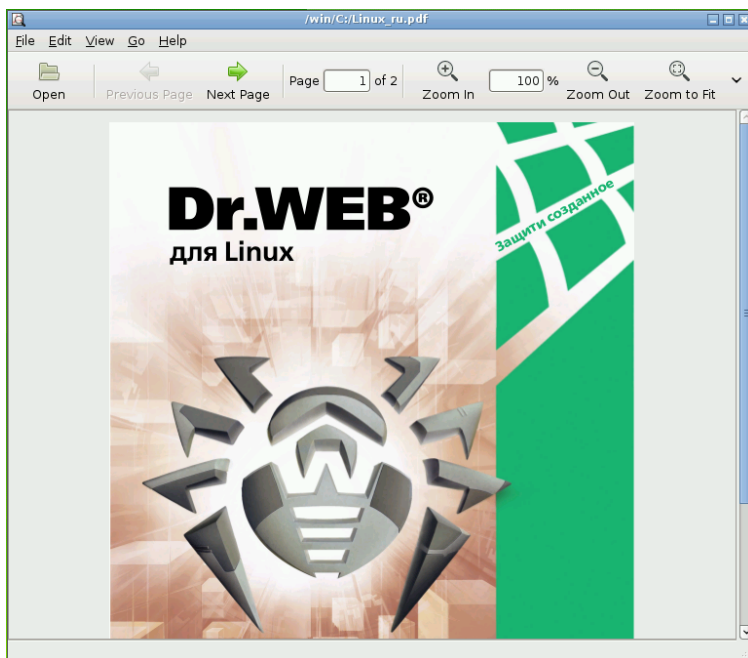 /win/C:/Linux_ru.pdf
File Edit View Go Help
Open Previous Page Next Page Page 1 of 2 Zoom In 100 % Zoom Out Zoom to Fit
Dr.WEB®
для Linux
Защити созданное